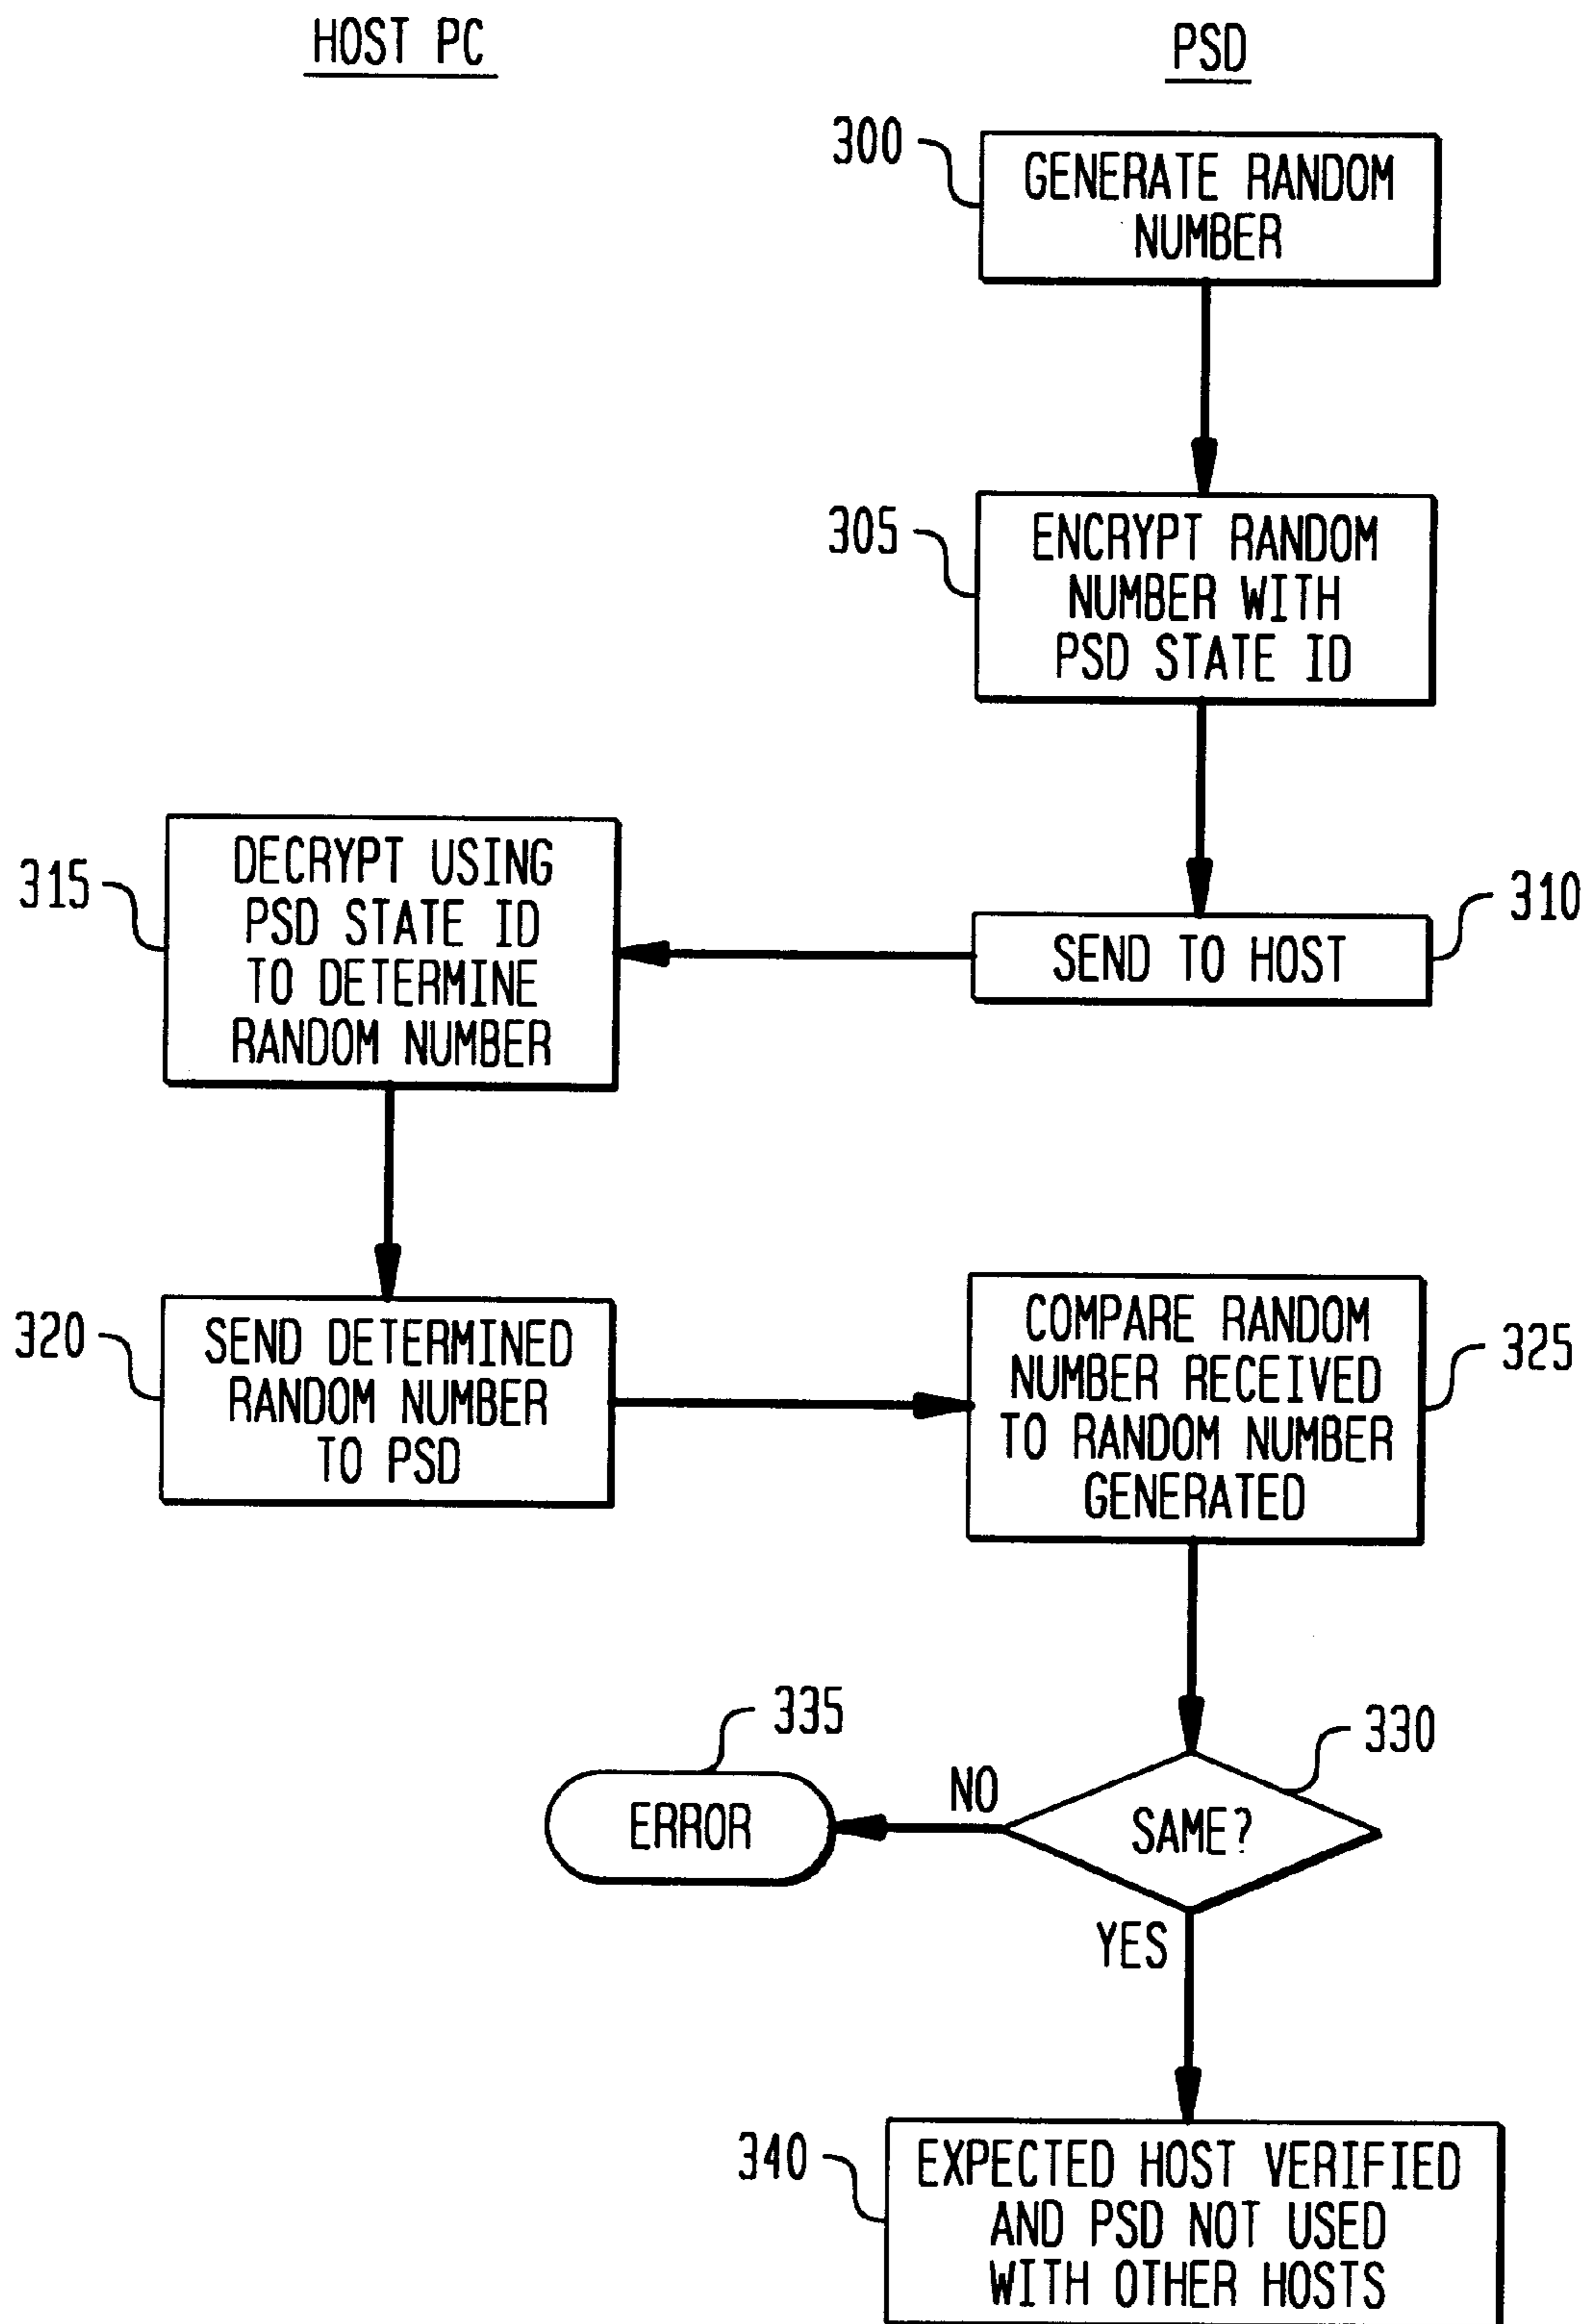 HOST PC
PSD
300
GENERATE RANDOM
NUMBER
305
ENCRYPT RANDOM
NUMBER WITH
PSD STATE ID
315
DECRYPT USING
PSD STATE ID
TO DETERMINE
RANDOM NUMBER
310
SEND TO HOST
320
SEND DETERMINED
RANDOM NUMBER
TO PSD
COMPARE RANDOM
NUMBER RECEIVED
TO RANDOM NUMBER
GENERATED
325
335
ERROR
NO
330
SAME?
YES
340
EXPECTED HOST VERIFIED
AND PSD NOT USED
WITH OTHER HOSTS